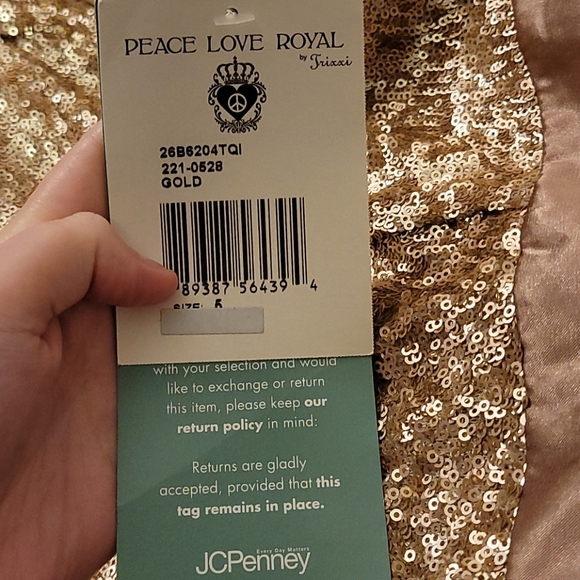 PEACE LOVE ROYAL
by Trixxi
26B6204TQI
221-0528
GOLD
89387 56439 4
SIZE:
with your selection and would
like to exchange or return
this item, please keep our
return policy in mind:
Returns are gladly
accepted, provided that this
tag remains in place.
Every Day Matters
JCPenney